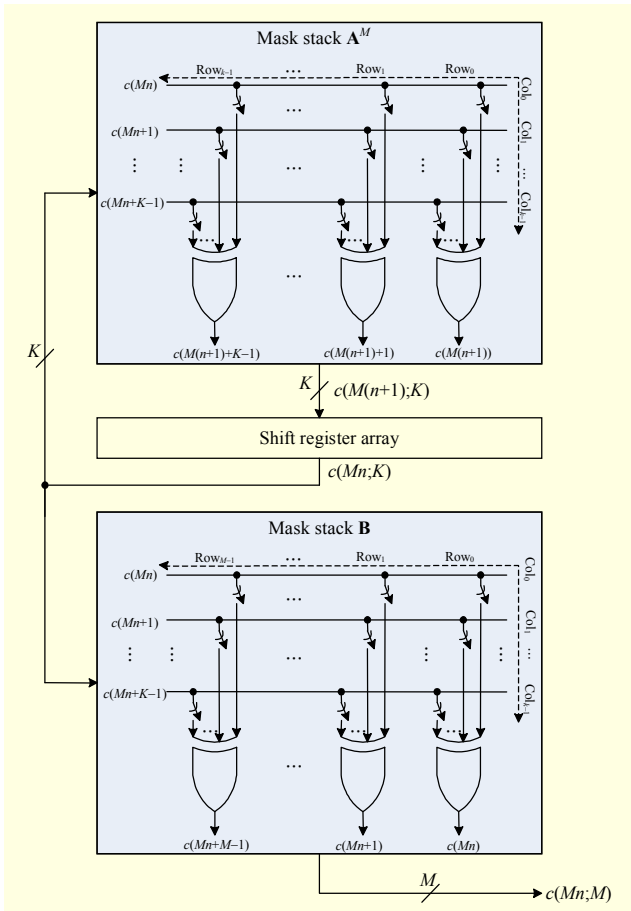 Mask stack A^M
Row_{k−1} ... Row_1 Row_0
c(Mn) Col_0
... ...
c(Mn+1) Col_1
... ... ... ... ... ...
c(Mn+K−1) Col_{k−1}
... ... ...
...
c(M(n+1)+K−1) c(M(n+1)+1) c(M(n+1))
K c(M(n+1);K)
K
Shift register array
c(Mn;K)
Mask stack B
Row_{M−1} ... Row_1 Row_0
c(Mn) Col_0
... ...
c(Mn+1) Col_1
... ... ... ... ... ...
c(Mn+K−1) Col_{k−1}
... ... ...
...
c(Mn+M−1) c(Mn+1) c(Mn)
M c(Mn;M)